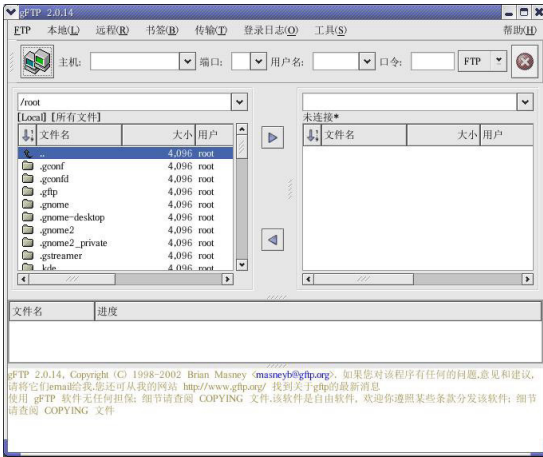 gFTP 2.0.14
FTP 本地(L) 远程(R) 书签(B) 传输(T) 登录日志(O) 工具(S) 帮助(H)
主机: 端口: 用户名: 口令: FTP
/root
[Local] [所有文件] 未连接*
文件名 大小 用户 文件名 大小 用户
.. 4,096 root
.gconf 4,096 root
.gconfd 4,096 root
.gftp 4,096 root
.gnome 4,096 root
.gnome-desktop 4,096 root
.gnome2 4,096 root
.gnome2_private 4,096 root
.gstreamer 4,096 root
.kde 4,096 root
文件名 进度
gFTP 2.0.14, Copyright (C) 1998-2002 Brian Masney <masneyb@gftp.org>. 如果您对该程序有任何的问题,意见和建议,
请将它们email给我.您还可从我的网站 http://www.gftp.org/ 找到关于gftp的最新消息
使用 gFTP 软件无任何担保; 细节请查阅 COPYING 文件.该软件是自由软件, 欢迎你遵照某些条款分发该软件; 细节
请查阅 COPYING 文件